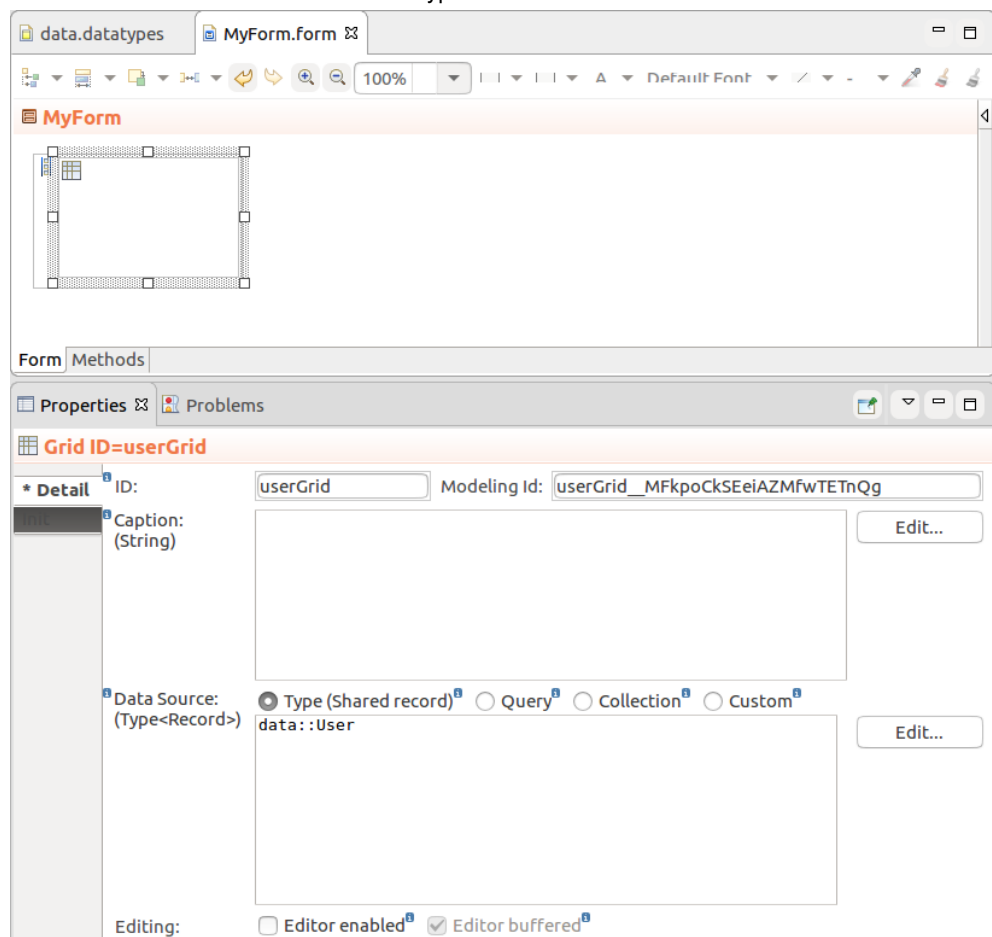 data.datatypes MyForm.form
100% A Default Font
MyForm
Form Methods
Properties Problems
Grid ID=userGrid
* Detail ID: userGrid Modeling Id: userGrid__MFkpoCkSEeiAZMfwTETnQg
Init Caption: Edit...
(String)
Data Source: Type (Shared record) Query Collection Custom
(Type<Record>) data::User Edit...
Editing: Editor enabled Editor buffered